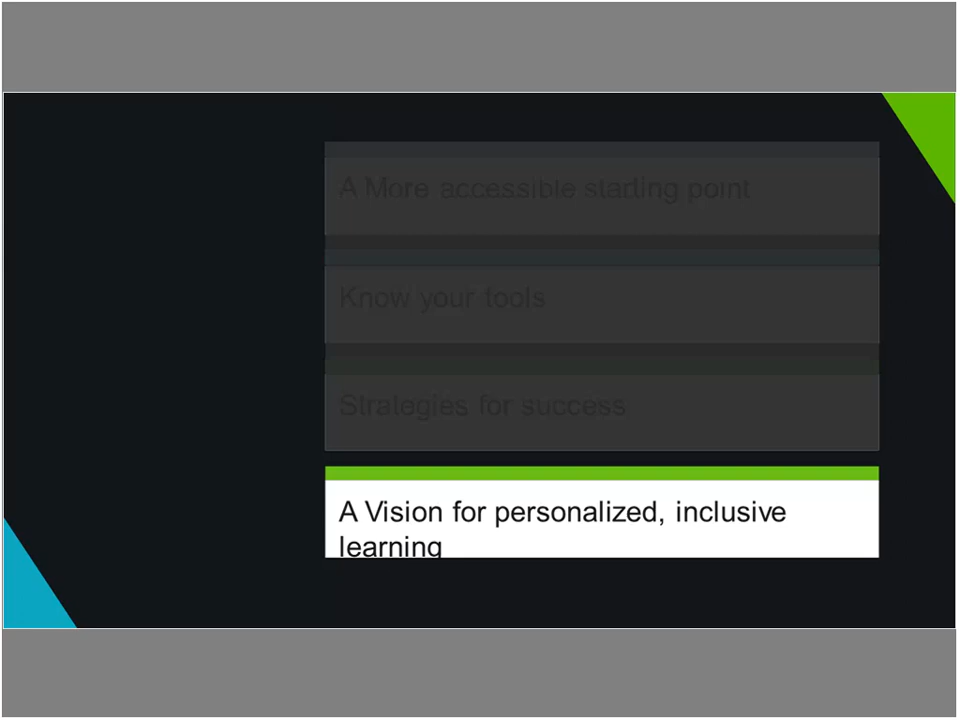 A More accessible starting point
Know your tools
Strategies for success
A Vision for personalized, inclusive
learning